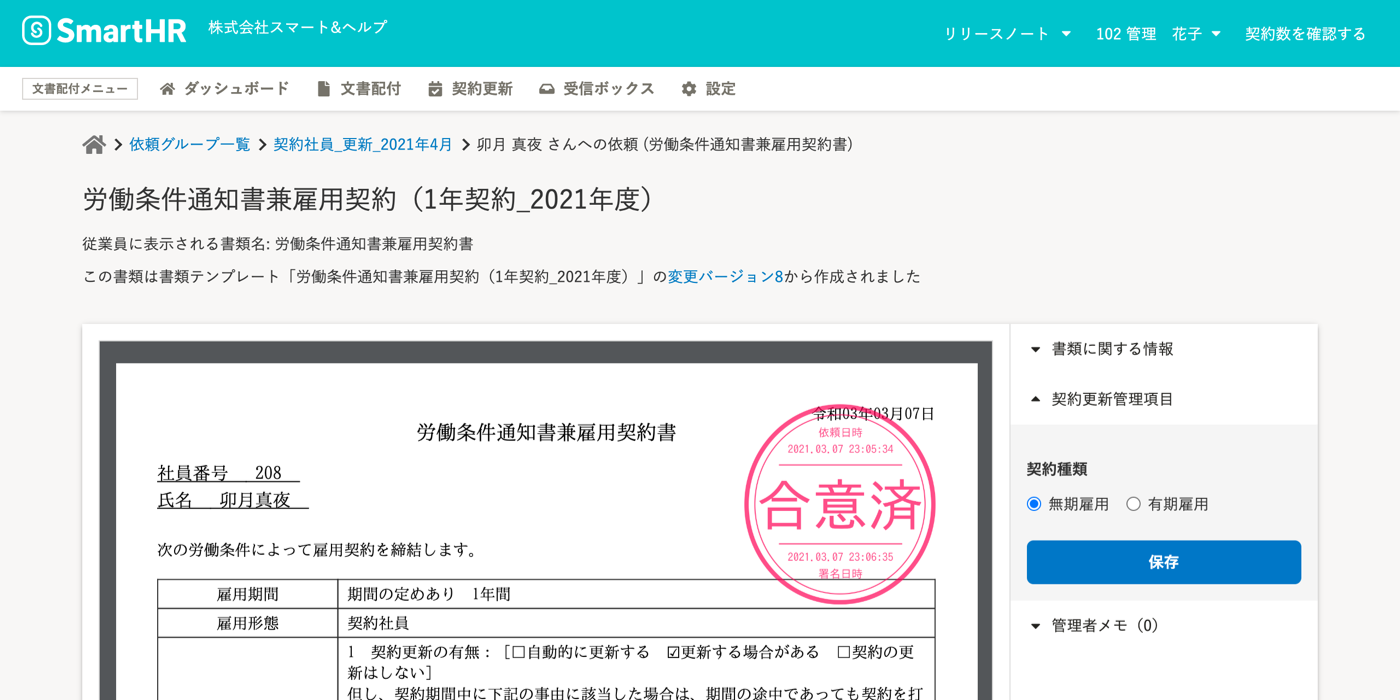 SmartHR 株式会社スマート&ヘルプ リリースノート 102 管理 花子 契約数を確認する
文書配付メニュー ダッシュボード 文書配付 契約更新 受信ボックス 設定
依頼グループ一覧 契約社員_更新_2021年4月 卯月 真夜 さんへの依頼 (労働条件通知書兼雇用契約書)
労働条件通知書兼雇用契約（1年契約_2021年度）
従業員に表示される書類名: 労働条件通知書兼雇用契約書
この書類は書類テンプレート「労働条件通知書兼雇用契約（1年契約_2021年度）」の変更バージョン8から作成されました
令和03年03月07日
労働条件通知書兼雇用契約書
社員番号 208
氏名 卯月真夜
依頼日時
2021.03.07 23:05:34
合意済
2021.03.07 23:06:35
署名日時
次の労働条件によって雇用契約を締結します。
雇用期間 期間の定めあり 1年間
雇用形態 契約社員
1 契約更新の有無：［☐自動的に更新する ☑更新する場合がある ☐契約の更
新はしない］
但し、契約期間中に下記の事由に該当した場合は、期間の途中であっても契約を打
書類に関する情報
契約更新管理項目
契約種類
無期雇用 有期雇用
保存
管理者メモ（0）